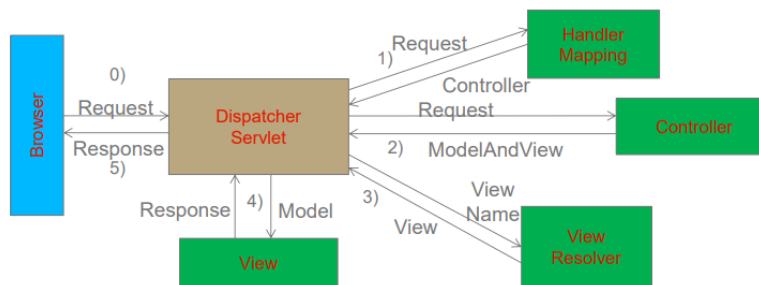 Handler
Mapping
1)
Request
Controller
0)
Request
Browser
Dispatcher
Servlet
Request
Controller
Response
5)
2)
ModelAndView
Response
4)
Model
3)
View
Name
View
View
View
Resolver